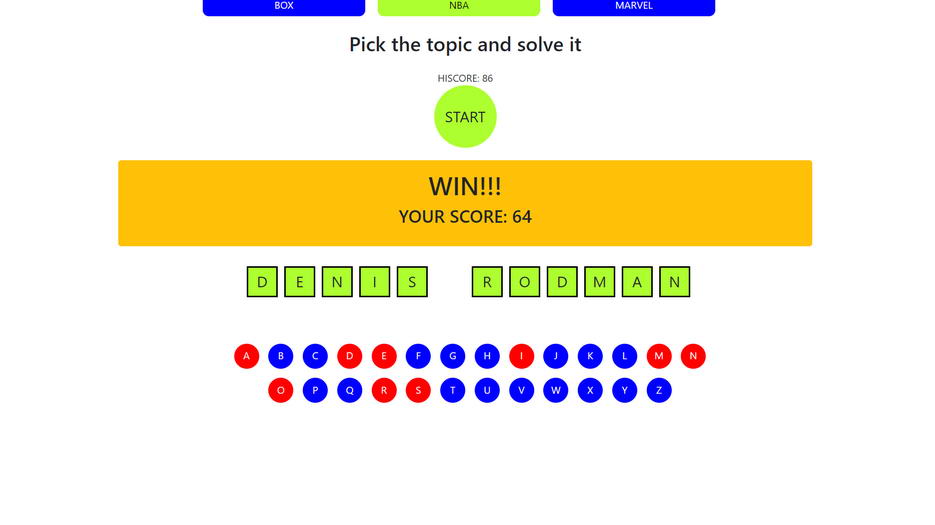 BOX NBA MARVEL
Pick the topic and solve it
HISCORE: 86
START
WIN!!!
YOUR SCORE: 64
D E N I S R O D M A N
A B C D E F G H I J K L M N
O P Q R S T U V W X Y Z